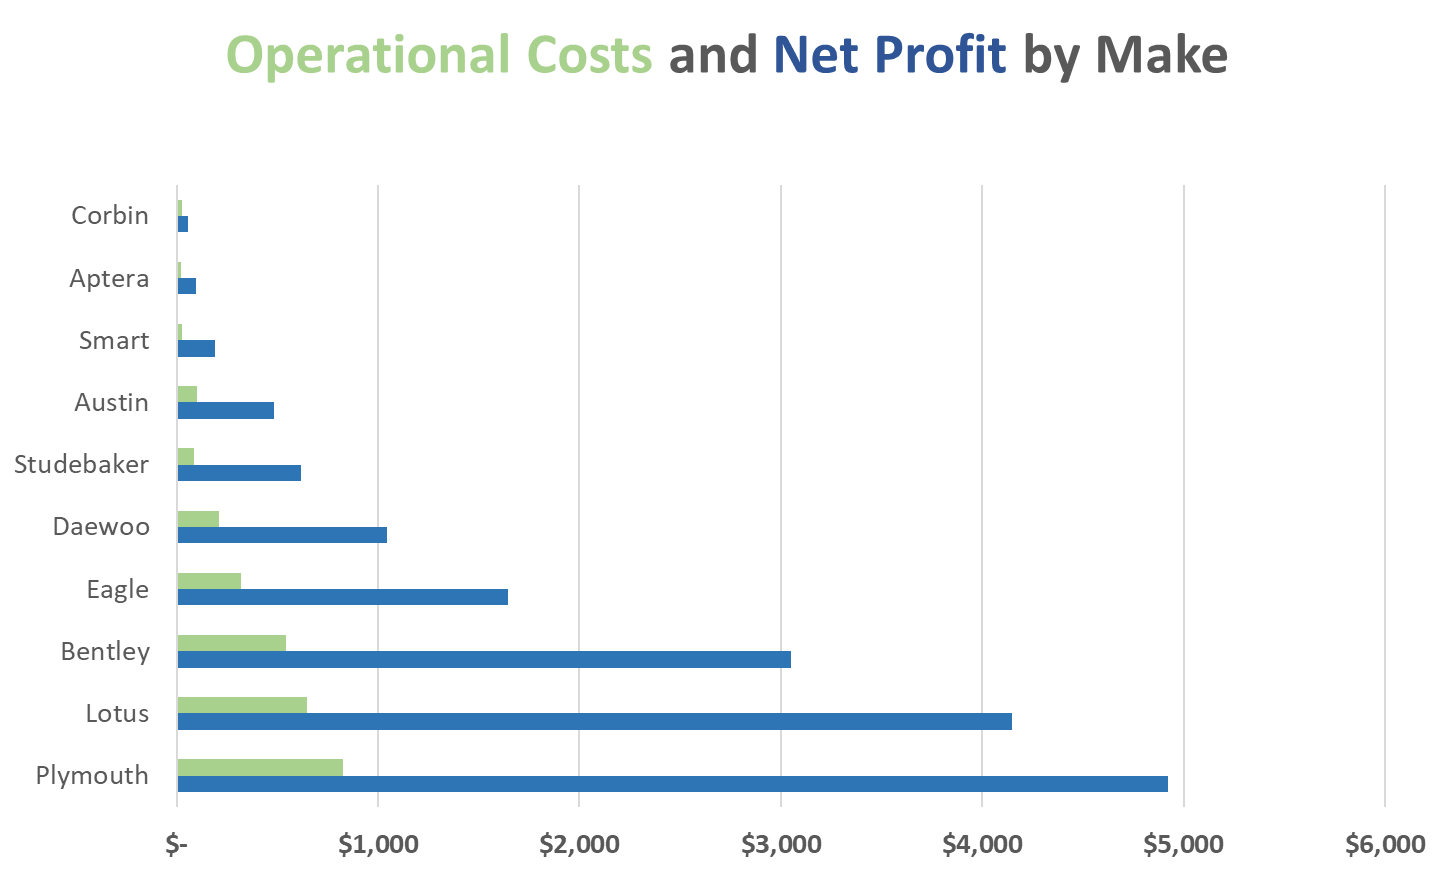 Operational Costs and Net Profit by Make
Corbin
Aptera
Smart
Austin
Studebaker
Daewoo
Eagle
Bentley
Lotus
Plymouth
$- $1,000 $2,000 $3,000 $4,000 $5,000 $6,000